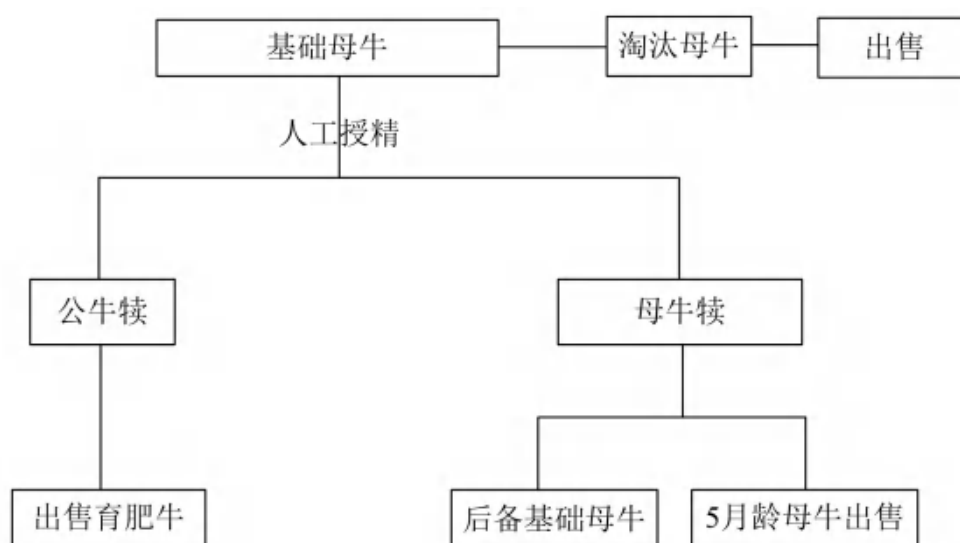 基础母牛
淘汰母牛
出售
人工授精
公牛犊
母牛犊
出售育肥牛
后备基础母牛
5月龄母牛出售